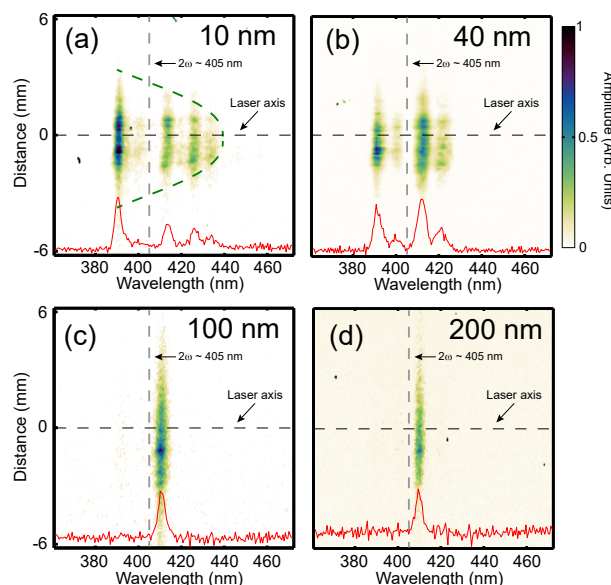 (a) 10 nm
2ω ~ 405 nm
Laser axis
6
0
-6
Distance (mm)
380 400 420 440 460
Wavelength (nm)
(b) 40 nm
2ω ~ 405 nm
Laser axis
380 400 420 440 460
Wavelength (nm)
1
0.5
0
Amplitude (Arb. Units)
(c) 100 nm
2ω ~ 405 nm
Laser axis
6
0
-6
Distance (mm)
380 400 420 440 460
Wavelength (nm)
(d) 200 nm
2ω ~ 405 nm
Laser axis
380 400 420 440 460
Wavelength (nm)